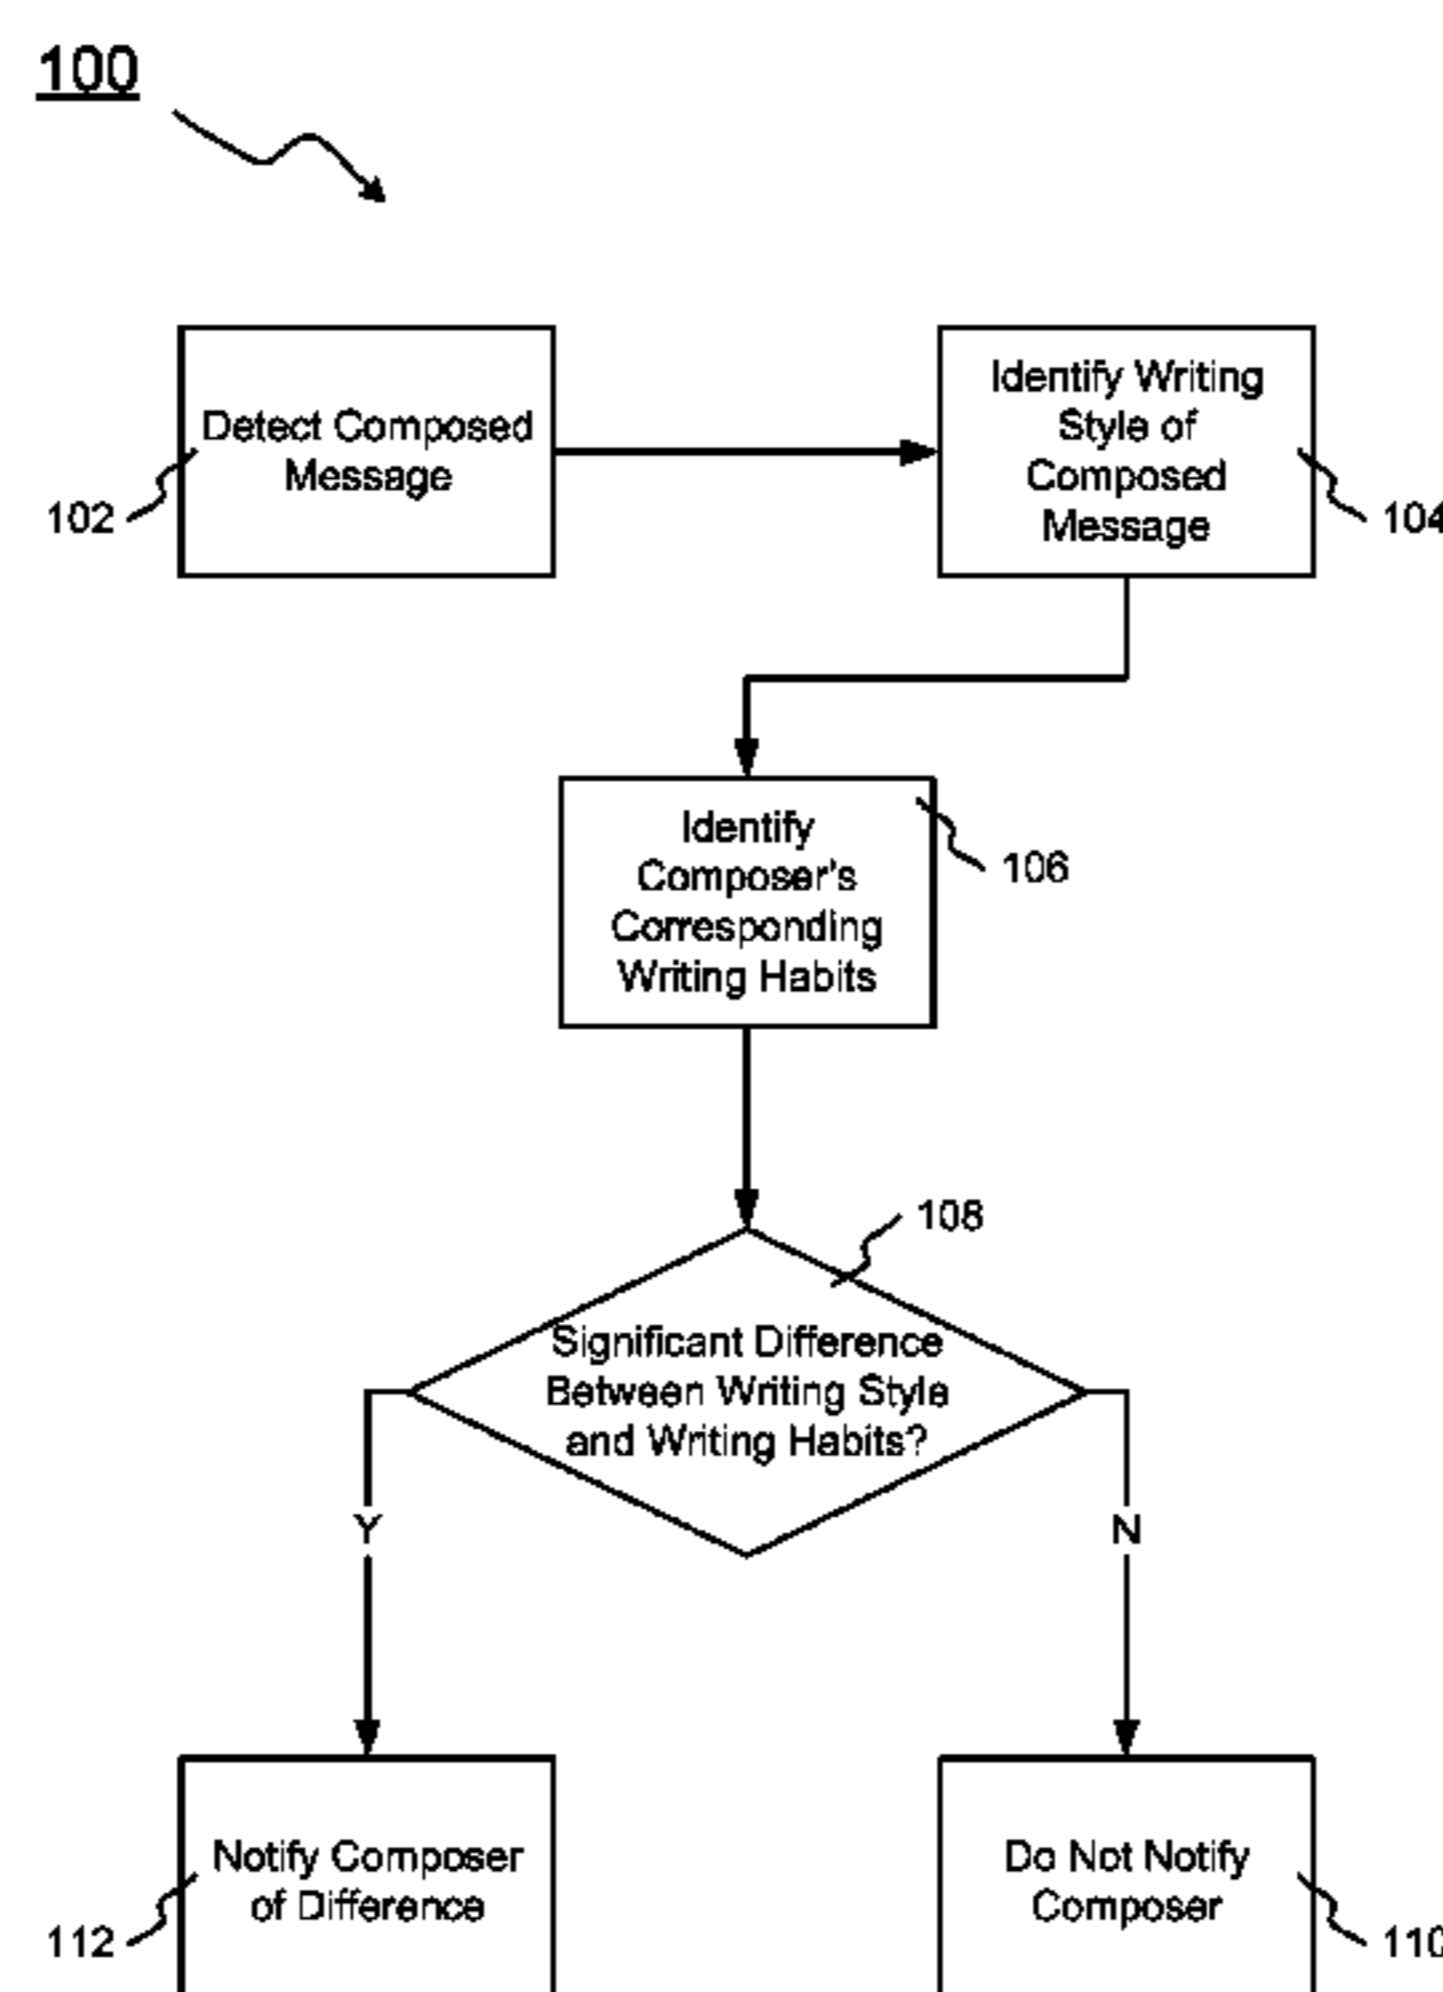 100
Detect Composed
Message
102
Identify Writing
Style of
Composed
Message
104
Identify
Composer's
Corresponding
Writing Habits
106
108
Significant Difference
Between Writing Style
and Writing Habits?
Y
N
Notify Composer
of Difference
112
Do Not Notify
Composer
110